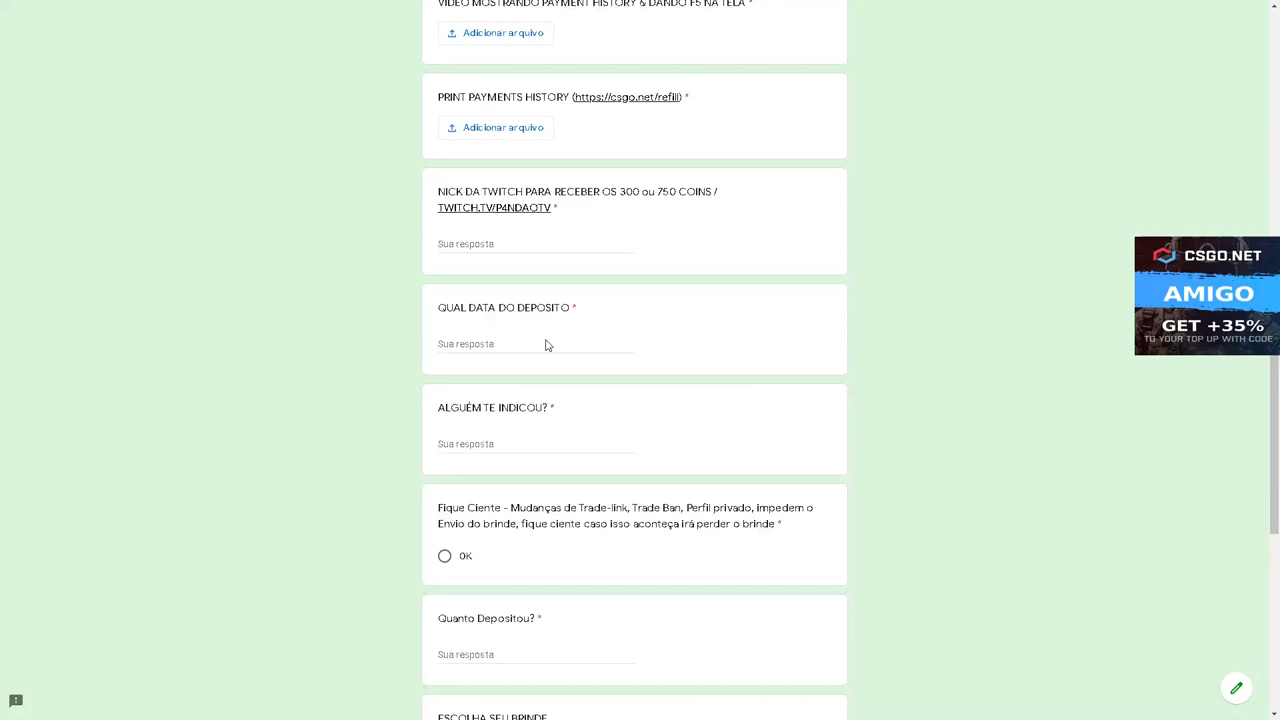 VIDEO MOSTRANDO PAYMENT HISTORY & DANDO F5 NA TELA *
Adicionar arquivo
PRINT PAYMENTS HISTORY (https://csgo.net/refill) *
Adicionar arquivo
NICK DA TWITCH PARA RECEBER OS 300 ou 750 COINS /
TWITCH.TV/P4NDAOTV *
Sua resposta
QUAL DATA DO DEPOSITO *
Sua resposta
ALGUÉM TE INDICOU? *
Sua resposta
Fique Ciente - Mudanças de Trade-link, Trade Ban, Perfil privado, impedem o
Envio do brinde, fique ciente caso isso aconteça irá perder o brinde *
OK
Quanto Depositou? *
Sua resposta
ESCOLHA SEU BRINDE
CSGO.NET
AMIGO
GET +35%
TO YOUR TOP UP WITH CODE